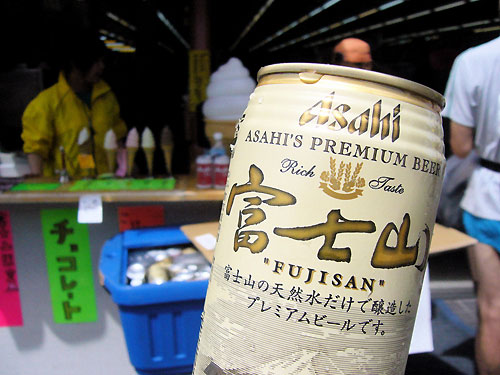 Asahi
ASAHI'S PREMIUM BEER
Rich Taste
富士山
"FUJISAN"
富士山の天然水だけで醸造した
プレミアムビールです。
チョコレート